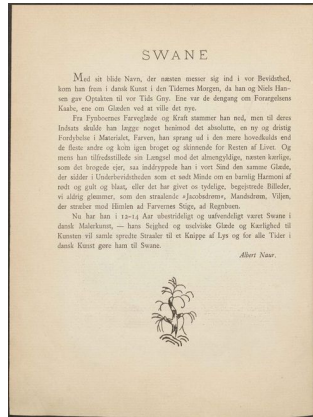 SWANE
Med sit blide Navn, der næsten messer sig ind i vor Bevidsthed,
kom han frem i dansk Kunst i den Tidernes Morgen, da han og Niels Han-
sen gav Optakten til vor Tids Gny. Ene var de dengang om Forargelsens
Kaabe, ene om Glæden ved at ville det nye.
Fra Fynboernes Farveglæde og Kraft stammer han ned, men til deres
Indsats skulde han lægge noget henimod det absolutte, en ny og dristig
Fordybelse i Materialet, Farven, han sprang ud i den mere hovedkulds end
de fleste andre og kom igen broget og skinnende for Resten af Livet. Og
mens han tilfredsstillede sin Længsel mod det almengyldige, næsten kærlige,
som det brogede ejer, saa inddryppede han i vort Sind den samme Glæde,
der sidder i Underbevidstheden som et sødt Minde om en barnlig Harmoni af
rødt og gult og blaat, eller det har givet os tydelige, begejstrede Billeder,
vi aldrig glemmer, som den straalende »Jacobsdrøm«, Mandsdrøm, Viljen,
der stræber mod Himlen ad Farvernes Stige, ad Regnbuen.
Nu har han i 12-14 Aar ubestrideligt og uafvendeligt været Swane i
dansk Malerkunst, — hans Sejghed og melviske Glæde og Kærlighed til
Kunsten vil samle spredte Straaler til et Knippe af Lys og for alle Tider i
dansk Kunst gøre ham til Swane.
Albert Naur.